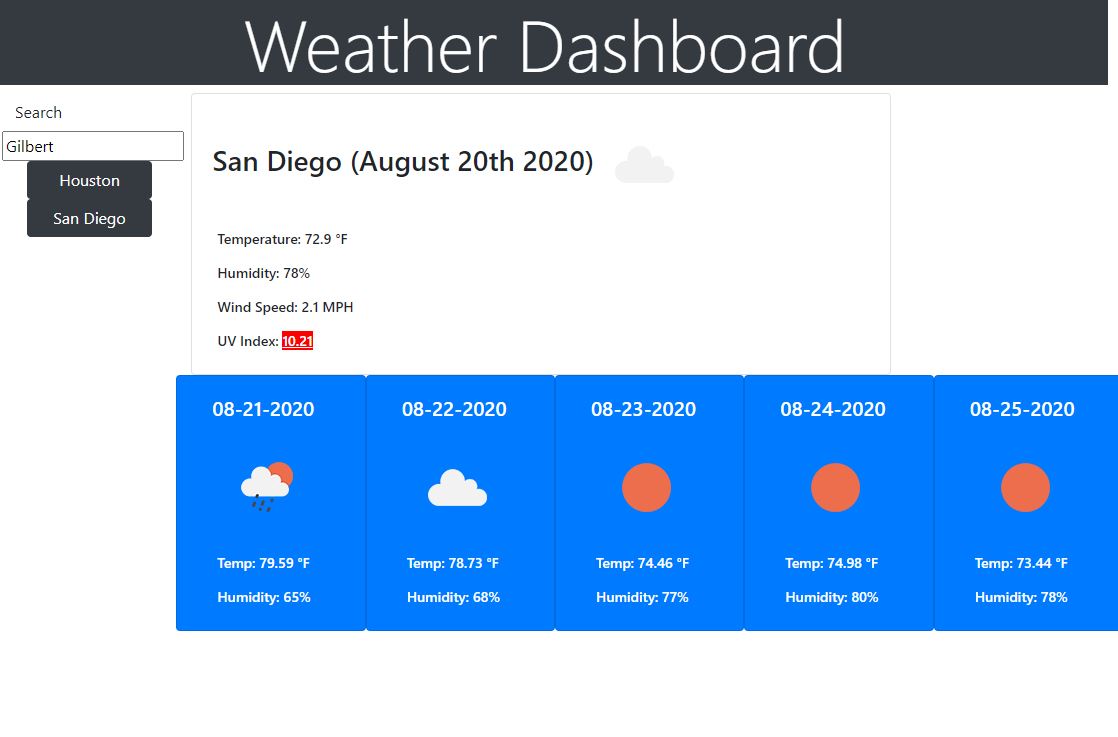 Weather Dashboard
Search
Gilbert
Houston
San Diego
San Diego (August 20th 2020)
Temperature: 72.9 °F
Humidity: 78%
Wind Speed: 2.1 MPH
UV Index: 10.21
08-21-2020
Temp: 79.59 °F
Humidity: 65%
08-22-2020
Temp: 78.73 °F
Humidity: 68%
08-23-2020
Temp: 74.46 °F
Humidity: 77%
08-24-2020
Temp: 74.98 °F
Humidity: 80%
08-25-2020
Temp: 73.44 °F
Humidity: 78%